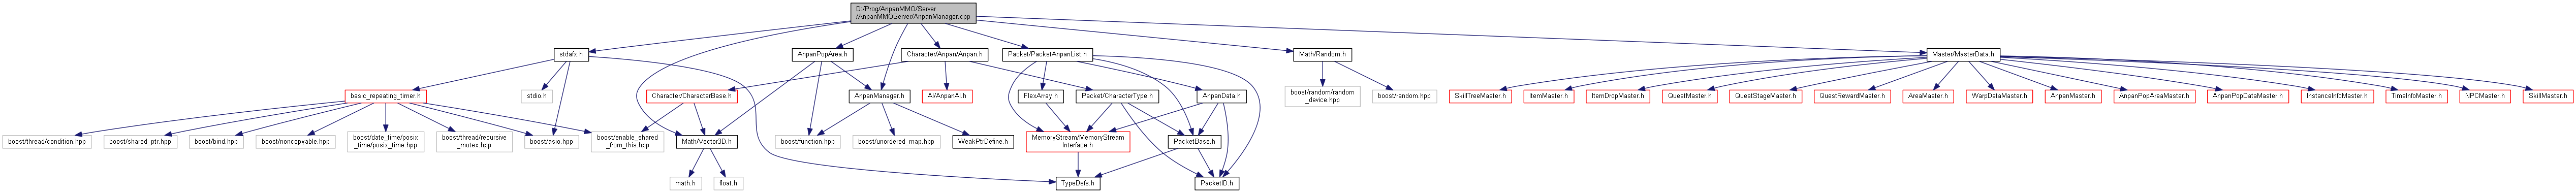 D:/Prog/AnpanMMO/Server
/AnpanMMOServer/AnpanManager.cpp
stdafx.h
AnpanPopArea.h
Character/Anpan/Anpan.h
Packet/PacketAnpanList.h
Math/Random.h
Master/MasterData.h
basic_repeating_timer.h
stdio.h
Character/CharacterBase.h
AI/AnpanAI.h
AnpanManager.h
FlexArray.h
Packet/CharacterType.h
AnpanData.h
boost/random/random
_device.hpp
boost/random.hpp
SkillTreeMaster.h
ItemMaster.h
ItemDropMaster.h
QuestMaster.h
QuestStageMaster.h
QuestRewardMaster.h
AreaMaster.h
WarpDataMaster.h
AnpanMaster.h
AnpanPopAreaMaster.h
AnpanPopDataMaster.h
InstanceInfoMaster.h
TimeInfoMaster.h
NPCMaster.h
SkillMaster.h
boost/thread/condition.hpp
boost/shared_ptr.hpp
boost/bind.hpp
boost/noncopyable.hpp
boost/date_time/posix
_time/posix_time.hpp
boost/thread/recursive
_mutex.hpp
boost/asio.hpp
boost/enable_shared
_from_this.hpp
Math/Vector3D.h
boost/function.hpp
boost/unordered_map.hpp
WeakPtrDefine.h
MemoryStream/MemoryStream
Interface.h
PacketBase.h
math.h
float.h
TypeDefs.h
PacketID.h